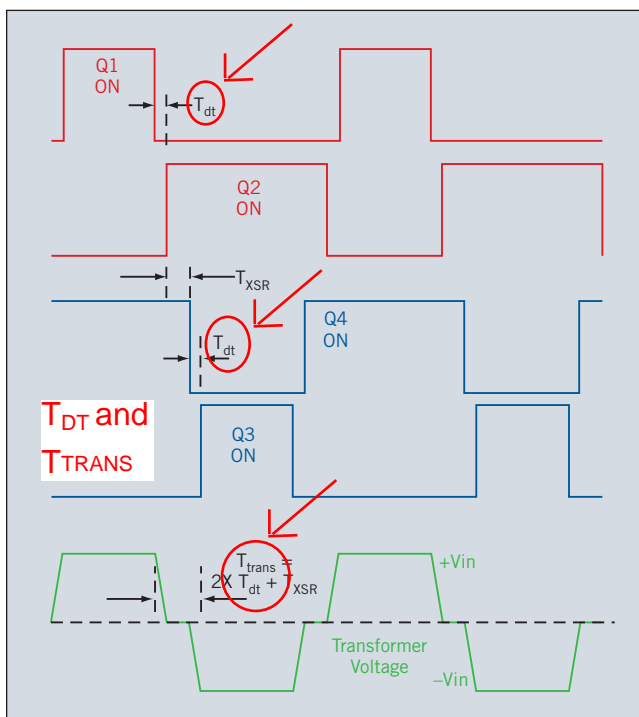 Q1
ON
Tdt
Q2
ON
TXSR
Q4
ON
Tdt
TDT and
TTRANS
Q3
ON
Ttrans =
2X Tdt + TXSR
+Vin
Transformer
Voltage
–Vin